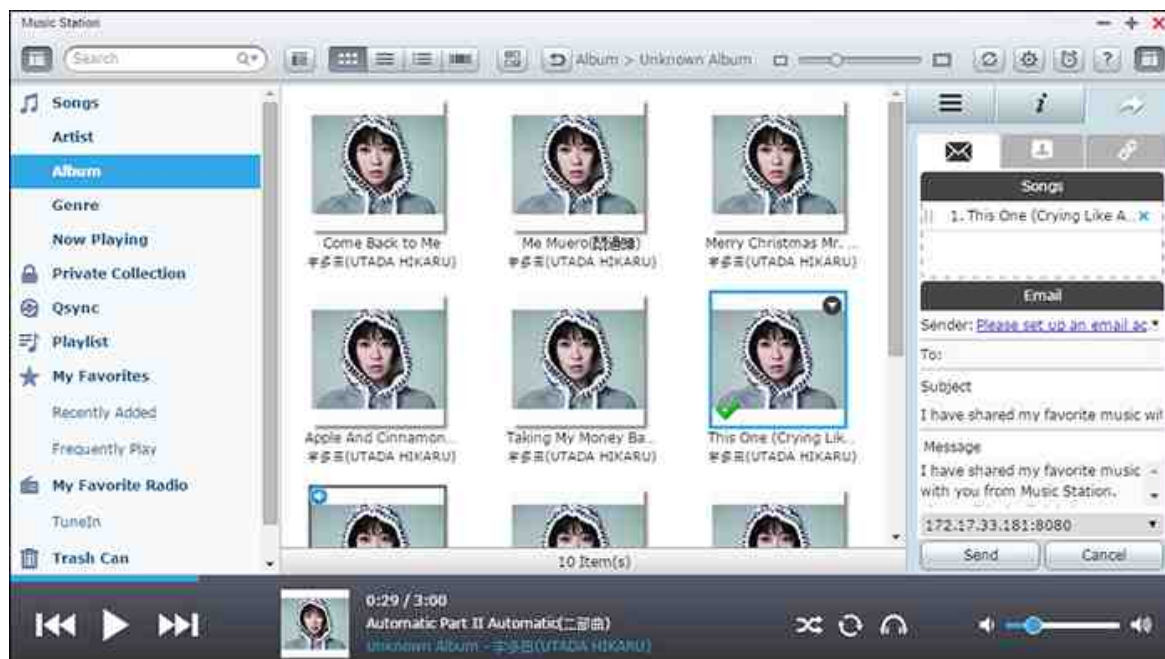 Music Station
Search
Album > Unknown Album
?
Songs
Artist
Album
Genre
Now Playing
Private Collection
Qsync
Playlist
My Favorites
Recently Added
Frequently Play
My Favorite Radio
TuneIn
Trash Can
Come Back to Me
(UTADA HIKARU)
Me Muero
(UTADA HIKARU)
Merry Christmas Mr. ...
(UTADA HIKARU)
Apple And Cinnamon...
(UTADA HIKARU)
Taking My Money Ba...
(UTADA HIKARU)
This One (Crying Lik...
(UTADA HIKARU)
10 Item(s)
i
Songs
1. This One (Crying Like A...
Email
Sender: Please set up an email ac
To:
Subject
I have shared my favorite music wit
Message
I have shared my favorite music
with you from Music Station.
172.17.33.181:8080
Send
Cancel
0:29 / 3:00
Automatic Part II Automatic(二部曲)
Unknown Album - (UTADA HIKARU)